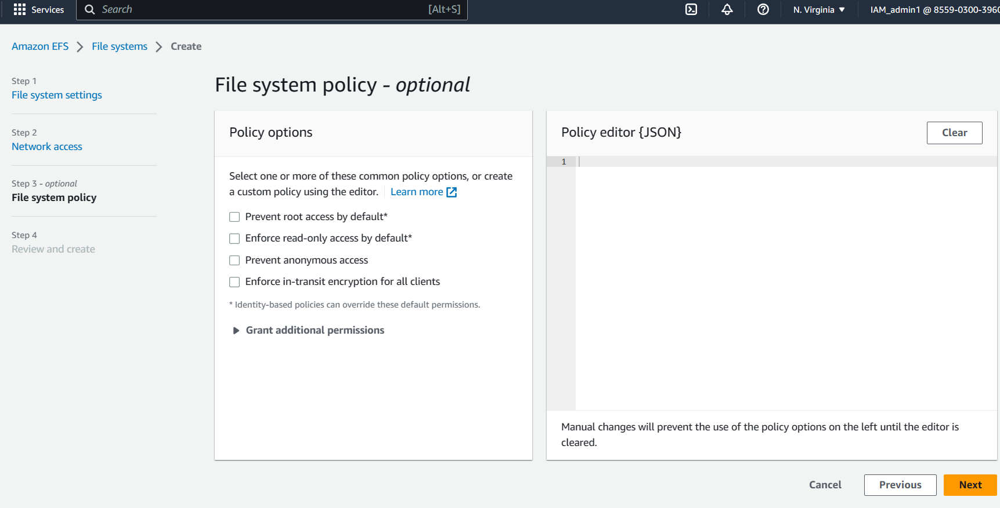 Services
Search
[Alt+S]
N. Virginia
IAM_admin1 @ 8559-0300-3960
Amazon EFS
File systems
Create
Step 1
File system settings
Step 2
Network access
Step 3 - optional
File system policy
Step 4
Review and create
File system policy - optional
Policy options
Select one or more of these common policy options, or create
a custom policy using the editor.
Learn more
Prevent root access by default*
Enforce read-only access by default*
Prevent anonymous access
Enforce in-transit encryption for all clients
* Identity-based policies can override these default permissions.
Grant additional permissions
Policy editor {JSON}
Clear
1
Manual changes will prevent the use of the policy options on the left until the editor is
cleared.
Cancel
Previous
Next